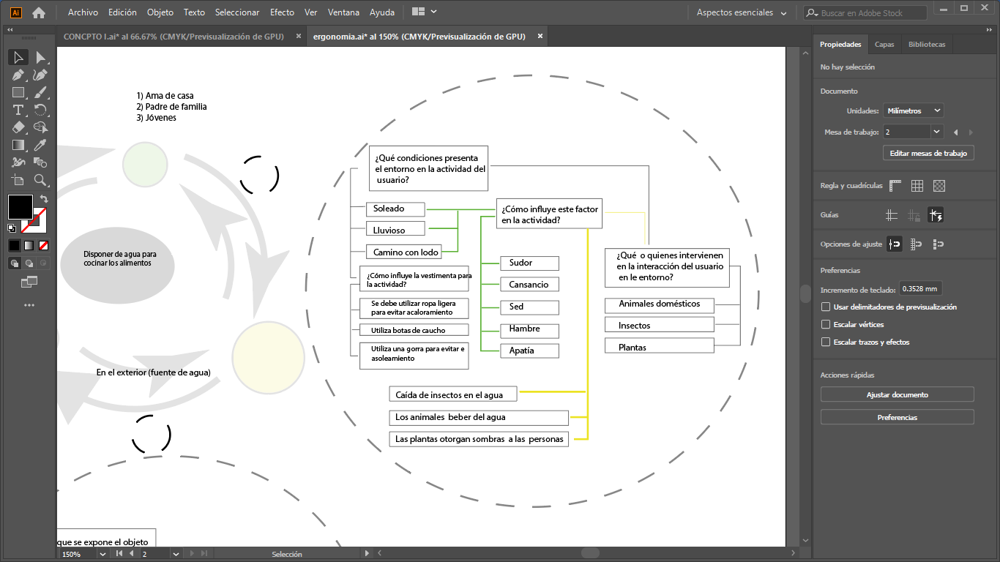 Ai
Archivo Edición Objeto Texto Seleccionar Efecto Ver Ventana Ayuda
Aspectos esenciales
Buscar en Adobe Stock
CONCPTO I.ai* al 66.67% (CMYK/Previsualización de GPU)
ergonomia.ai* al 150% (CMYK/Previsualización de GPU)
1) Ama de casa
2) Padre de familia
3) Jóvenes
Disponer de agua para
cocinar los alimentos
En el exterior (fuente de agua)
que se expone el objeto
¿Qué condiciones presenta
el entorno en la actividad del
usuario?
Soleado
Lluvioso
Camino con lodo
¿Cómo influye la vestimenta para
la actividad?
Se debe utilizar ropa ligera
para evitar acaloramiento
Utiliza botas de caucho
Utiliza una gorra para evitar e
asoleamiento
¿Cómo influye este factor
en la actividad?
Sudor
Cansancio
Sed
Hambre
Apatía
¿Qué o quienes intervienen
en la interacción del usuario
en le entorno?
Animales domésticos
Insectos
Plantas
Caída de insectos en el agua
Los animales beber del agua
Las plantas otorgan sombras a las personas
Propiedades Capas Bibliotecas
No hay selección
Documento
Unidades: Milímetros
Mesa de trabajo: 2
Editar mesas de trabajo
Regla y cuadrículas
Guías
Opciones de ajuste
Preferencias
Incremento de teclado: 0.3528 mm
Usar delimitadores de previsualización
Escalar vértices
Escalar trazos y efectos
Acciones rápidas
Ajustar documento
Preferencias
150% 2 Selección